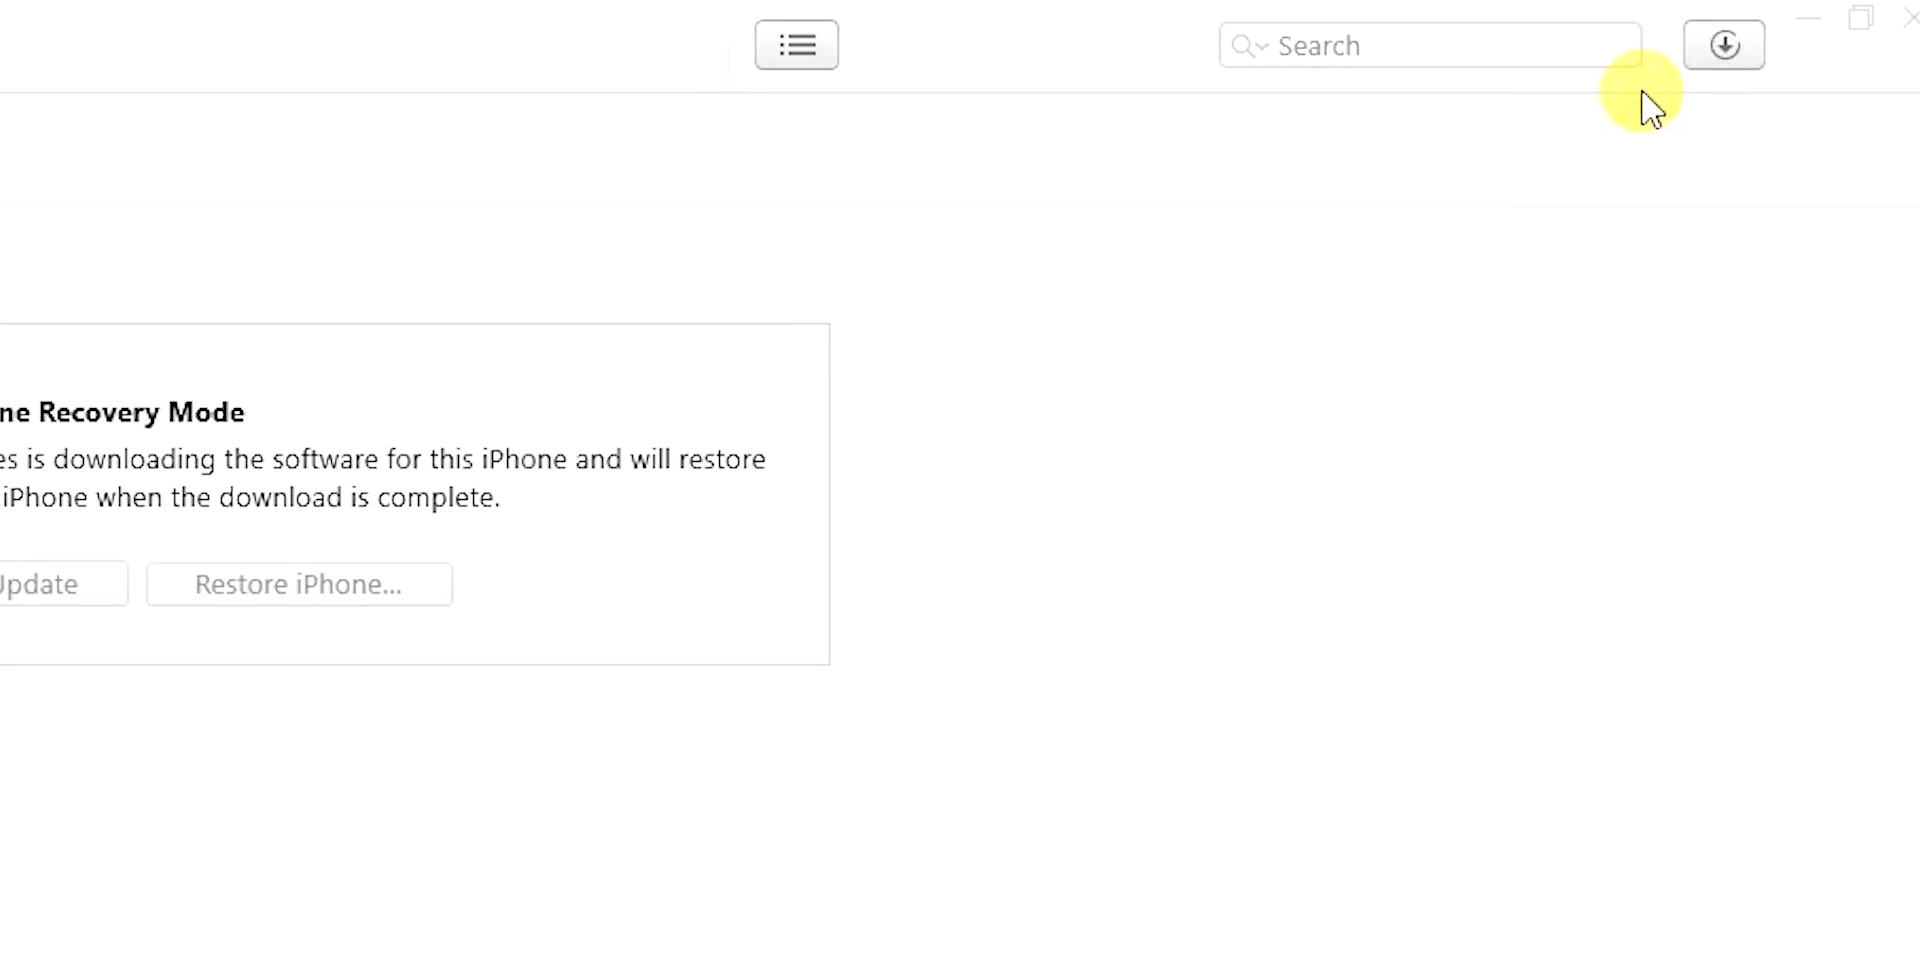 Search
ne Recovery Mode
es is downloading the software for this iPhone and will restore
iPhone when the download is complete.
Update
Restore iPhone...